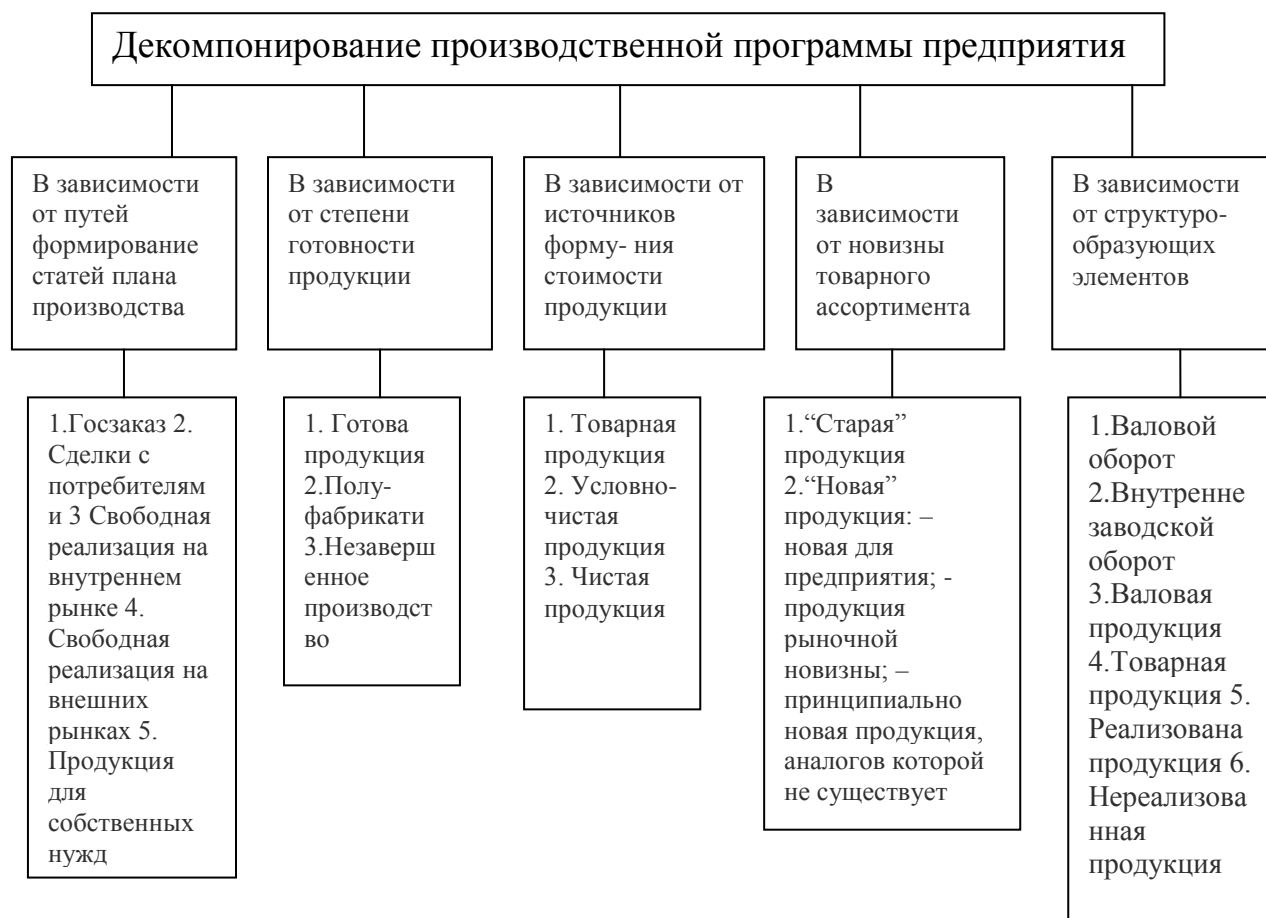 Декомпонирование производственной программы предприятия
В зависимости
от путей
формирование
статей плана
производства
В зависимости
от степени
готовности
продукции
В зависимости от
источников
форму- ния
стоимости
продукции
В
зависимости
от новизны
товарного
ассортимента
В зависимости
от структуро-
образующих
элементов
1.Госзаказ 2.
Сделки с
потребителям
и 3 Свободная
реализация на
внутреннем
рынке 4.
Свободная
реализация на
внешних
рынках 5.
Продукция
для
собственных
нужд
1. Готова
продукция
2.Полу-
фабрикати
3.Незаверш
енное
производст
во
1. Товарная
продукция
2. Условно-
чистая
продукция
3. Чистая
продукция
1.“Старая”
продукция
2.“Новая”
продукция: –
новая для
предприятия; -
продукция
рыночной
новизны; –
принципиально
новая продукция,
аналогов которой
не существует
1.Валовой
оборот
2.Внутренне
заводской
оборот
3.Валовая
продукция
4.Товарная
продукция 5.
Реализована
продукция 6.
Нереализова
нная
продукция